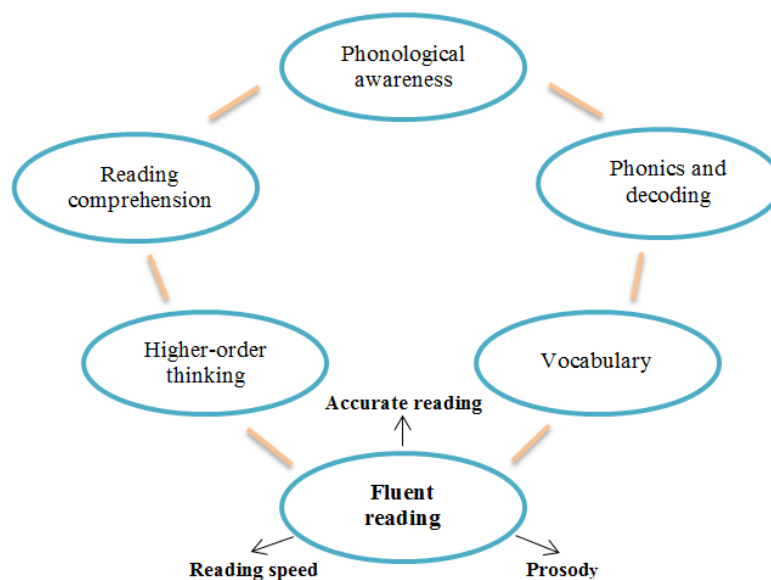 Phonological
awareness
Reading
comprehension
Phonics and
decoding
Higher-order
thinking
Vocabulary
Accurate reading
Fluent
reading
Reading speed
Prosody